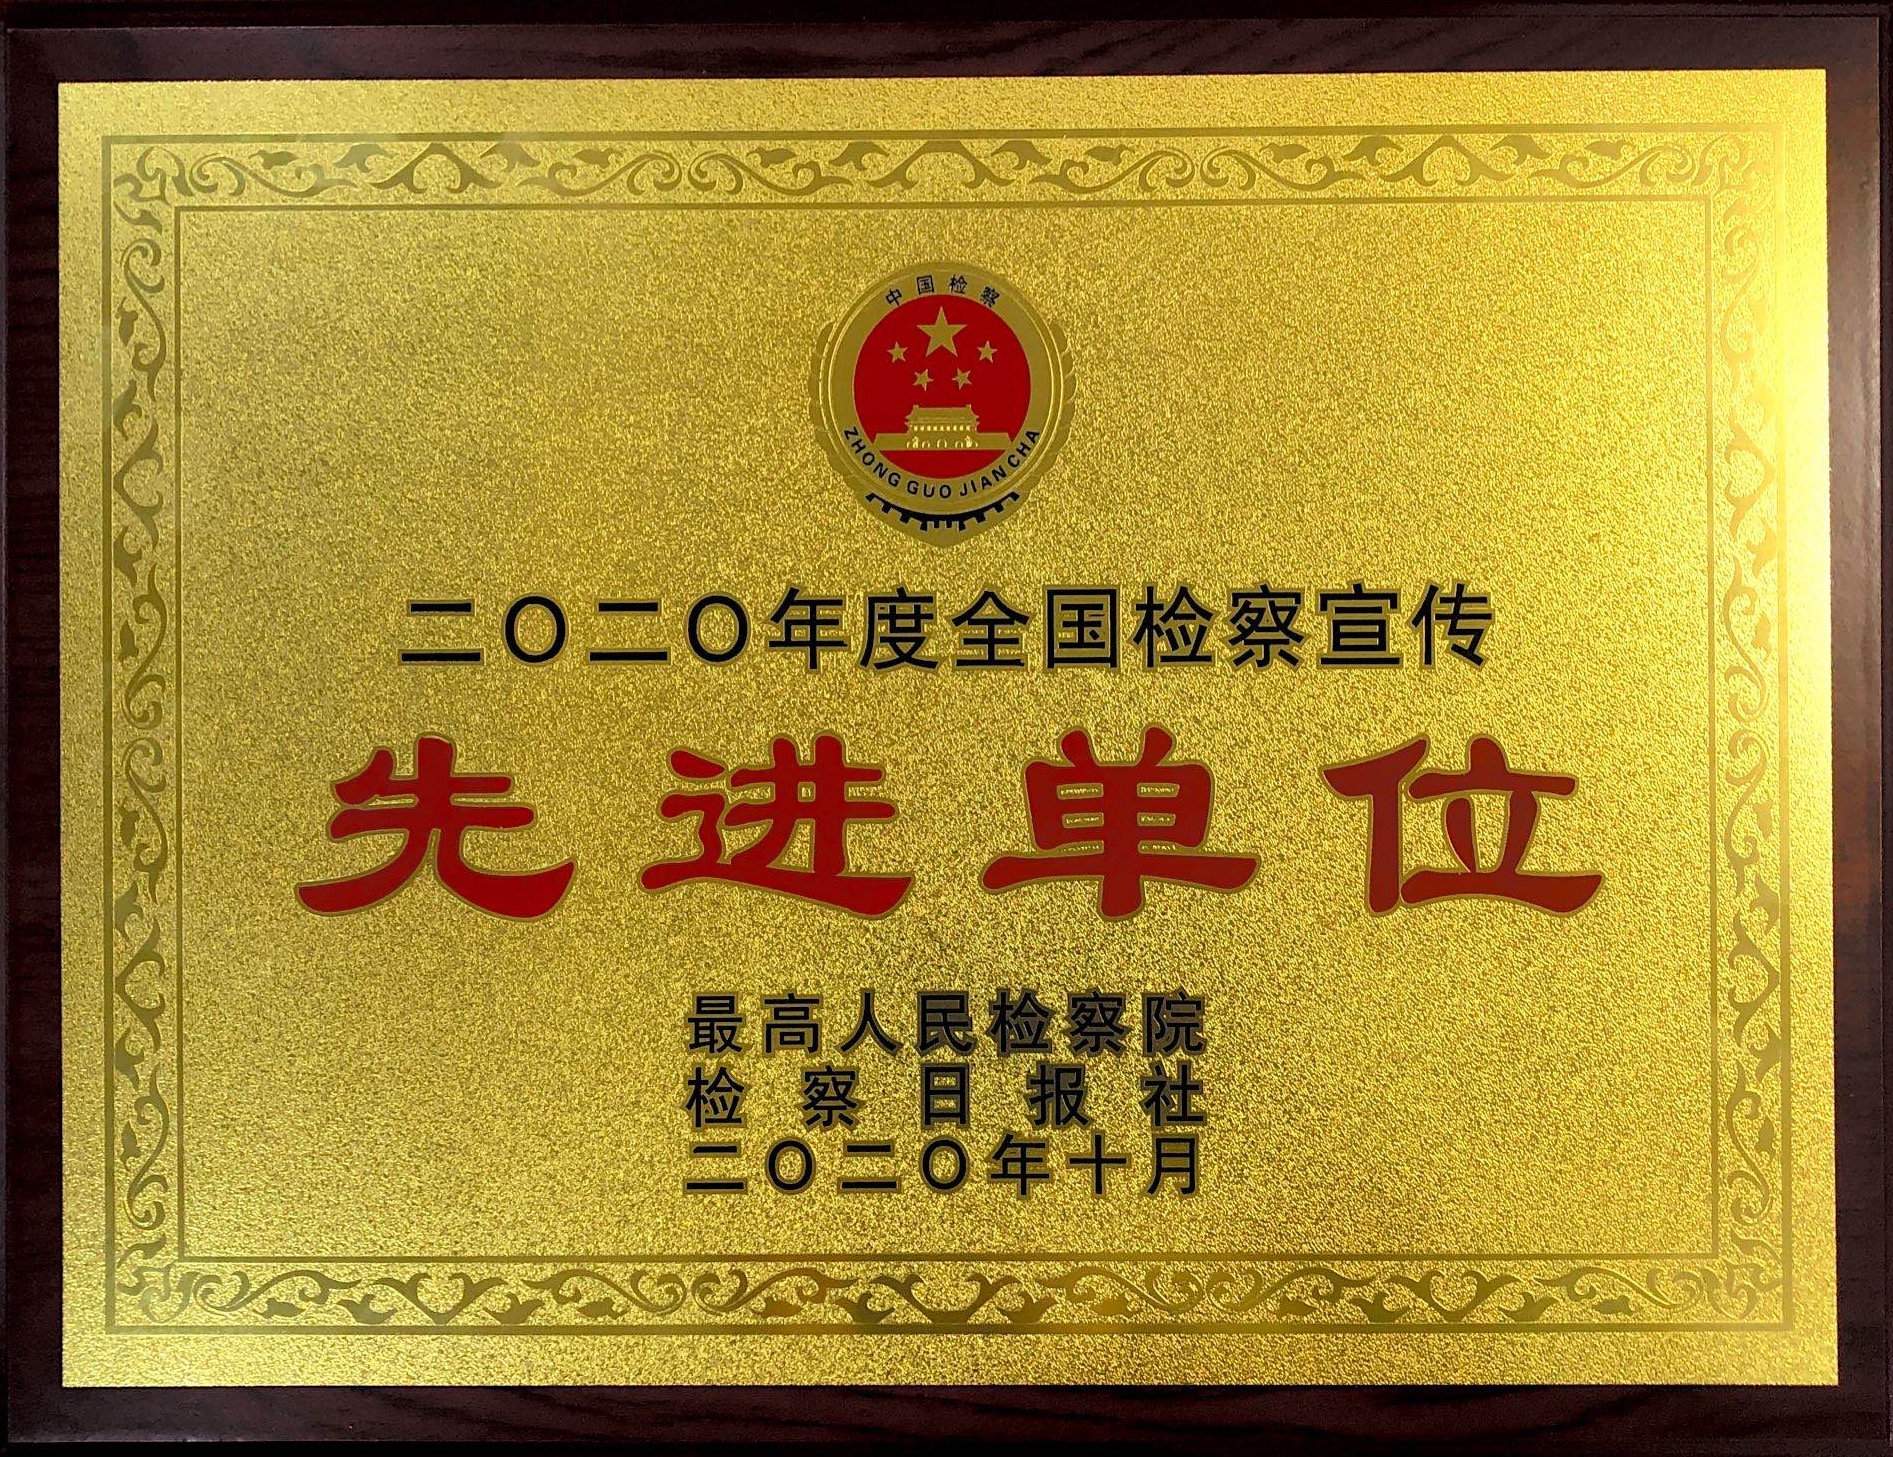 中国检察
ZHONG GUO JIAN CHA
二〇二〇年度全国检察宣传
先进单位
最高人民检察院
检察日报社
二〇二〇年十月